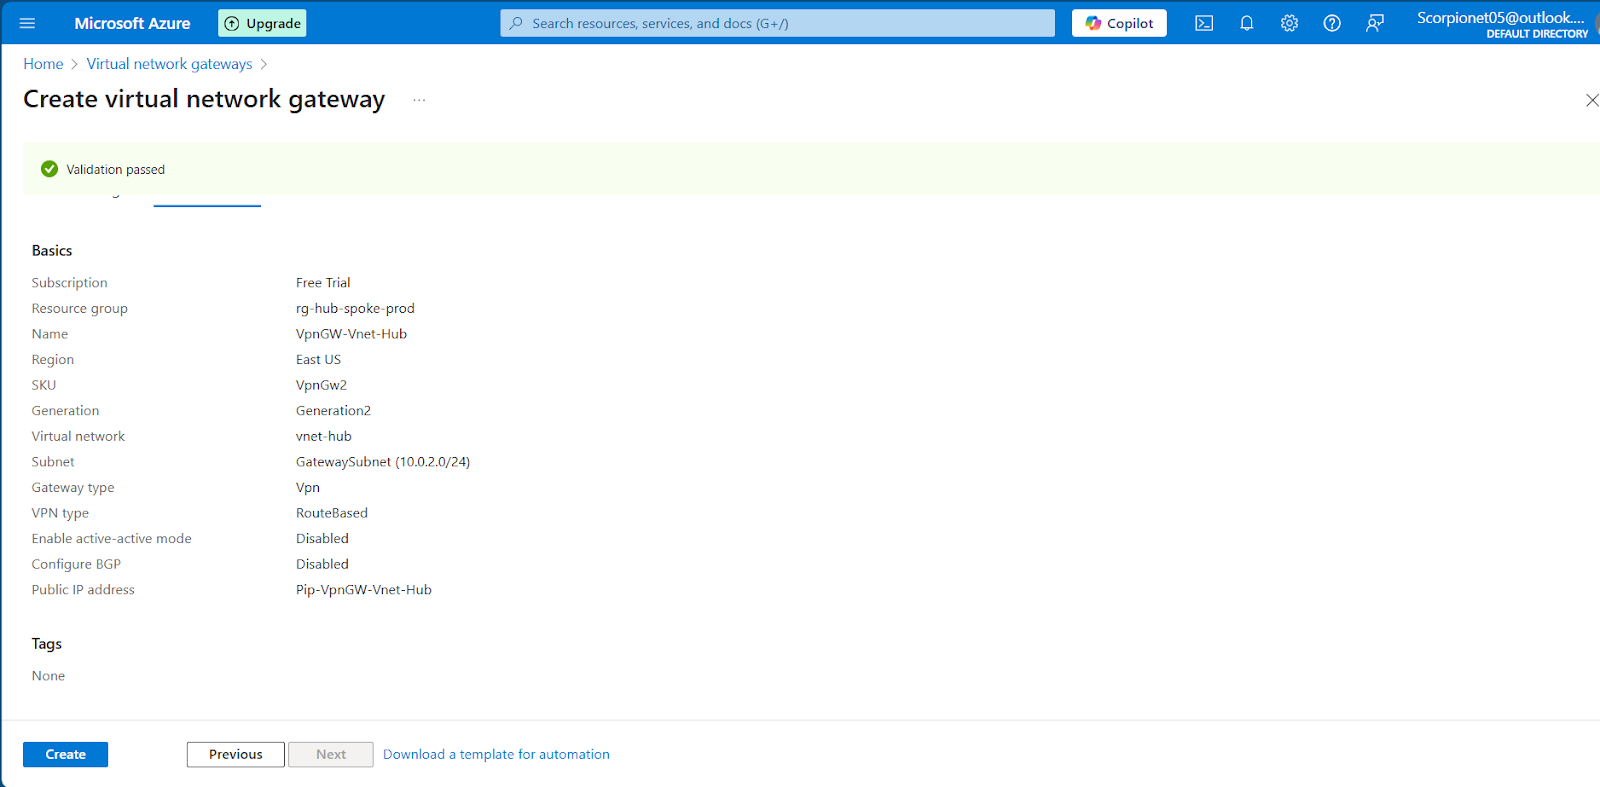 Microsoft Azure
Upgrade
Search resources, services, and docs (G+/)
Copilot
Scorpionet05@outlook....
DEFAULT DIRECTORY
Home > Virtual network gateways >
Create virtual network gateway ...
Validation passed
Basics
Subscription Free Trial
Resource group rg-hub-spoke-prod
Name VpnGW-Vnet-Hub
Region East US
SKU VpnGw2
Generation Generation2
Virtual network vnet-hub
Subnet GatewaySubnet (10.0.2.0/24)
Gateway type Vpn
VPN type RouteBased
Enable active-active mode Disabled
Configure BGP Disabled
Public IP address Pip-VpnGW-Vnet-Hub
Tags
None
Create Previous Next Download a template for automation